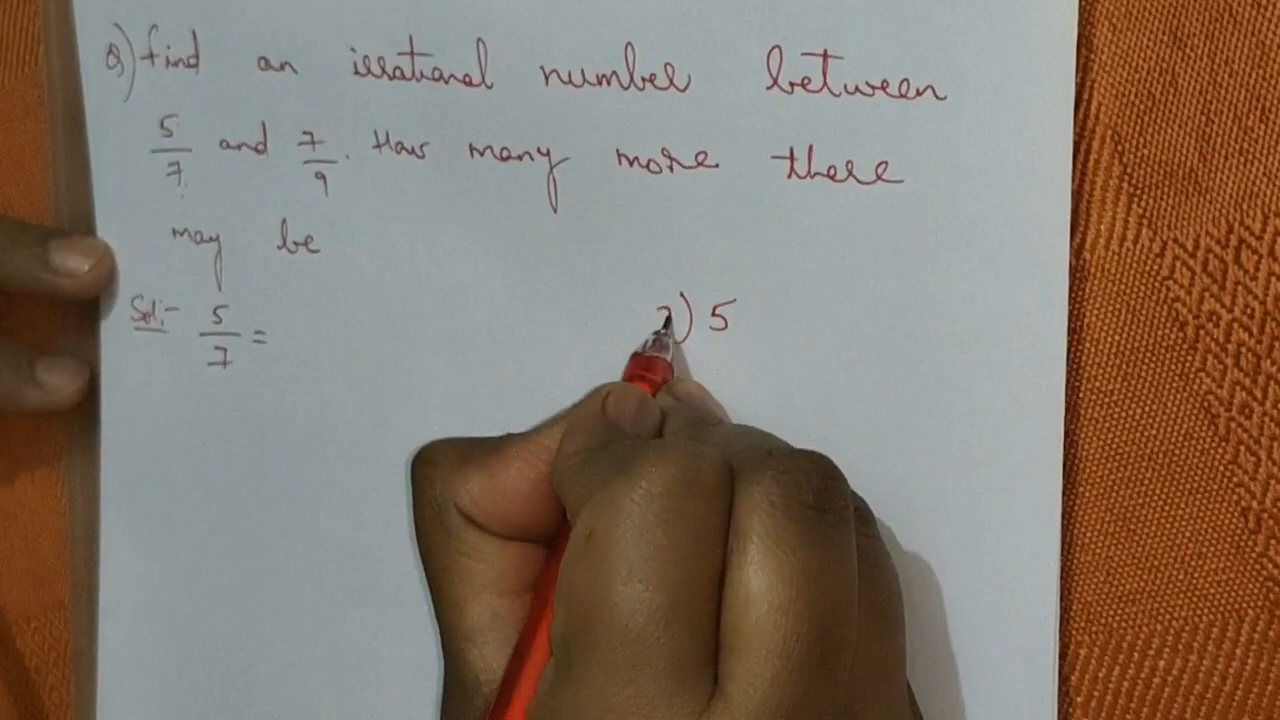 Q) find an irrational number between
5/7 and 7/9. How many more there
may be
Sol:- 5/7 =
7) 5